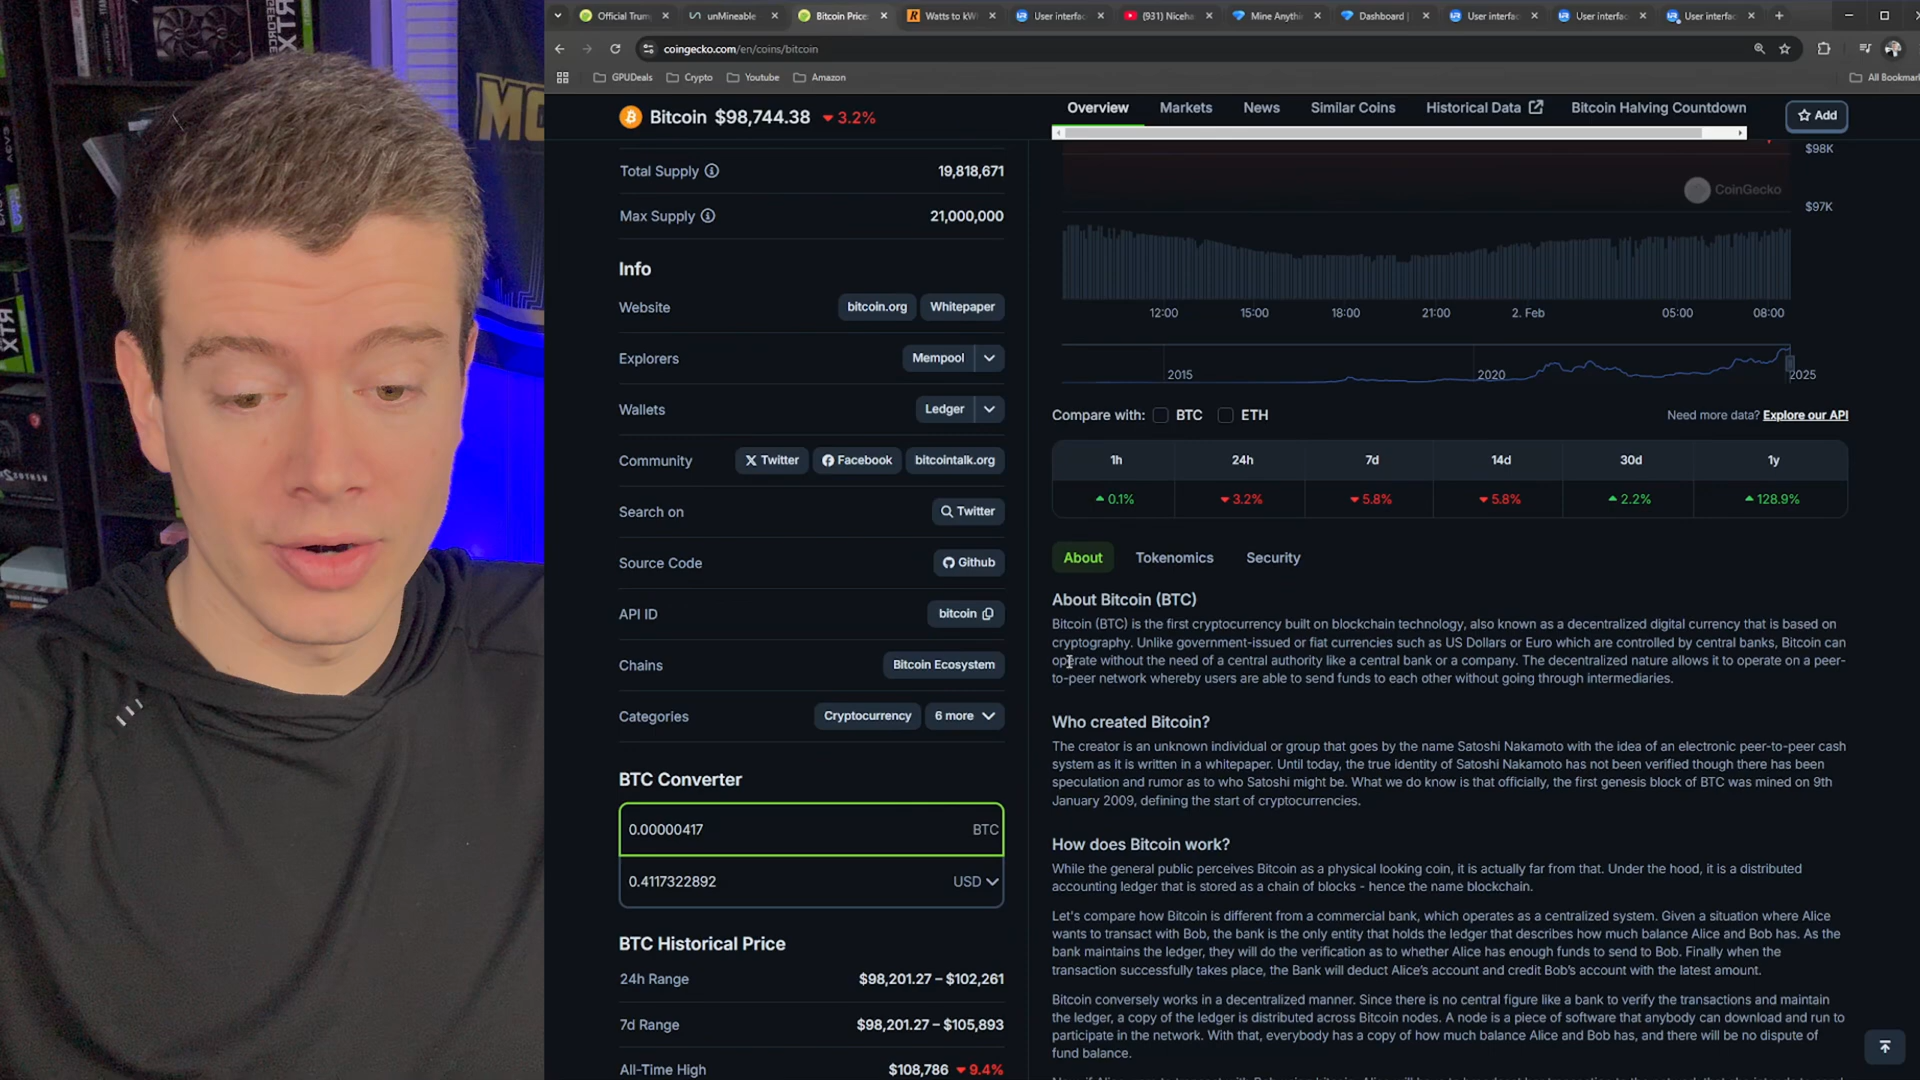 Official Trum
unMineable
Bitcoin Price
Watts to kW
User interfac
(931) Niceha
Mine Anythi
Dashboard |
User interfac
User interfac
User interfac
coingecko.com/en/coins/bitcoin
GPUDeals
Crypto
Youtube
Amazon
All Bookmar
Bitcoin $98,744.38 3.2%
Overview
Markets
News
Similar Coins
Historical Data
Bitcoin Halving Countdown
Add
Total Supply
19,818,671
Max Supply
21,000,000
Info
Website
bitcoin.org
Whitepaper
Explorers
Mempool
Wallets
Ledger
Community
Twitter
Facebook
bitcointalk.org
Search on
Twitter
Source Code
Github
API ID
bitcoin
Chains
Bitcoin Ecosystem
Categories
Cryptocurrency
6 more
BTC Converter
0.00000417 BTC
0.4117322892 USD
BTC Historical Price
24h Range
$98,201.27 – $102,261
7d Range
$98,201.27 – $105,893
All-Time High
$108,786 9.4%
$98K
CoinGecko
$97K
12:00 15:00 18:00 21:00 2. Feb 05:00 08:00
2015 2020 2025
Compare with: BTC ETH
Need more data? Explore our API
1h 24h 7d 14d 30d 1y
0.1% 3.2% 5.8% 5.8% 2.2% 128.9%
About
Tokenomics
Security
About Bitcoin (BTC)
Bitcoin (BTC) is the first cryptocurrency built on blockchain technology, also known as a decentralized digital currency that is based on
cryptography. Unlike government-issued or fiat currencies such as US Dollars or Euro which are controlled by central banks, Bitcoin can
operate without the need of a central authority like a central bank or a company. The decentralized nature allows it to operate on a peer-
to-peer network whereby users are able to send funds to each other without going through intermediaries.
Who created Bitcoin?
The creator is an unknown individual or group that goes by the name Satoshi Nakamoto with the idea of an electronic peer-to-peer cash
system as it is written in a whitepaper. Until today, the true identity of Satoshi Nakamoto has not been verified though there has been
speculation and rumor as to who Satoshi might be. What we do know is that officially, the first genesis block of BTC was mined on 9th
January 2009, defining the start of cryptocurrencies.
How does Bitcoin work?
While the general public perceives Bitcoin as a physical looking coin, it is actually far from that. Under the hood, it is a distributed
accounting ledger that is stored as a chain of blocks - hence the name blockchain.
Let's compare how Bitcoin is different from a commercial bank, which operates as a centralized system. Given a situation where Alice
wants to transact with Bob, the bank is the only entity that holds the ledger that describes how much balance Alice and Bob has. As the
bank maintains the ledger, they will do the verification as to whether Alice has enough funds to send to Bob. Finally when the
transaction successfully takes place, the Bank will deduct Alice's account and credit Bob's account with the latest amount.
Bitcoin conversely works in a decentralized manner. Since there is no central figure like a bank to verify the transactions and maintain
the ledger, a copy of the ledger is distributed across Bitcoin nodes. A node is a piece of software that anybody can download and run to
participate in the network. With that, everybody has a copy of how much balance Alice and Bob has, and there will be no dispute of
fund balance.
RTX
RTX